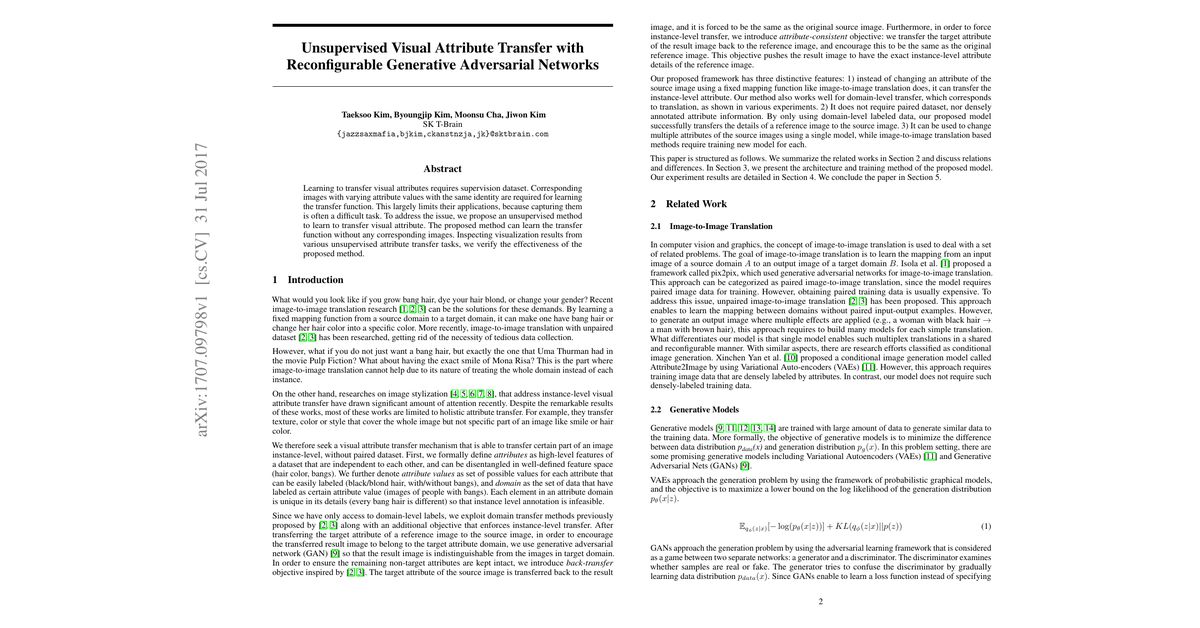 arXiv:1707.09798v1 [cs.CV] 31 Jul 2017
Unsupervised Visual Attribute Transfer with
Reconfigurable Generative Adversarial Networks
Taeksoo Kim, Byoungjip Kim, Moonsu Cha, Jiwon Kim
SK T-Brain
{jazzsaxmafia,bjkim,ckanstnzja,jk}@sktbrain.com
Abstract
Learning to transfer visual attributes requires supervision dataset. Corresponding
images with varying attribute values with the same identity are required for learning
the transfer function. This largely limits their applications, because capturing them
is often a difficult task. To address the issue, we propose an unsupervised method
to learn to transfer visual attribute. The proposed method can learn the transfer
function without any corresponding images. Inspecting visualization results from
various unsupervised attribute transfer tasks, we verify the effectiveness of the
proposed method.
1 Introduction
What would you look like if you grow bang hair, dye your hair blond, or change your gender? Recent
image-to-image translation research [1, 2, 3] can be the solutions for these demands. By learning a
fixed mapping function from a source domain to a target domain, it can make one have bang hair or
change her hair color into a specific color. More recently, image-to-image translation with unpaired
dataset [2, 3] has been researched, getting rid of the necessity of tedious data collection.
However, what if you do not just want a bang hair, but exactly the one that Uma Thurman had in
the movie Pulp Fiction? What about having the exact smile of Mona Risa? This is the part where
image-to-image translation cannot help due to its nature of treating the whole domain instead of each
instance.
On the other hand, researches on image stylization [4, 5, 6, 7, 8], that address instance-level visual
attribute transfer have drawn significant amount of attention recently. Despite the remarkable results
of these works, most of these works are limited to holistic attribute transfer. For example, they transfer
texture, color or style that cover the whole image but not specific part of an image like smile or hair
color.
We therefore seek a visual attribute transfer mechanism that is able to transfer certain part of an image
instance-level, without paired dataset. First, we formally define attributes as high-level features of
a dataset that are independent to each other, and can be disentangled in well-defined feature space
(hair color, bangs). We further denote attribute values as set of possible values for each attribute that
can be easily labeled (black/blond hair, with/without bangs), and domain as the set of data that have
labeled as certain attribute value (images of people with bangs). Each element in an attribute domain
is unique in its details (every bang hair is different) so that instance level annotation is infeasible.
Since we have only access to domain-level labels, we exploit domain transfer methods previously
proposed by [2, 3] along with an additional objective that enforces instance-level transfer. After
transferring the target attribute of a reference image to the source image, in order to encourage
the transferred result image to belong to the target attribute domain, we use generative adversarial
network (GAN) [9] so that the result image is indistinguishable from the images in target domain.
In order to ensure the remaining non-target attributes are kept intact, we introduce back-transfer
objective inspired by [2, 3]. The target attribute of the source image is transferred back to the result
image, and it is forced to be the same as the original source image. Furthermore, in order to force
instance-level transfer, we introduce attribute-consistent objective: we transfer the target attribute
of the result image back to the reference image, and encourage this to be the same as the original
reference image. This objective pushes the result image to have the exact instance-level attribute
details of the reference image.
Our proposed framework has three distinctive features: 1) instead of changing an attribute of the
source image using a fixed mapping function like image-to-image translation does, it can transfer the
instance-level attribute. Our method also works well for domain-level transfer, which corresponds
to translation, as shown in various experiments. 2) It does not require paired dataset, nor densely
annotated attribute information. By only using domain-level labeled data, our proposed model
successfully transfers the details of a reference image to the source image. 3) It can be used to change
multiple attributes of the source images using a single model, while image-to-image translation based
methods require training new model for each.
This paper is structured as follows. We summarize the related works in Section 2 and discuss relations
and differences. In Section 3, we present the architecture and training method of the proposed model.
Our experiment results are detailed in Section 4. We conclude the paper in Section 5.
2 Related Work
2.1 Image-to-Image Translation
In computer vision and graphics, the concept of image-to-image translation is used to deal with a set
of related problems. The goal of image-to-image translation is to learn the mapping from an input
image of a source domain A to an output image of a target domain B. Isola et al. [1] proposed a
framework called pix2pix, which used generative adversarial networks for image-to-image translation.
This approach can be categorized as paired image-to-image translation, since the model requires
paired image data for training. However, obtaining paired training data is usually expensive. To
address this issue, unpaired image-to-image translation [2, 3] has been proposed. This approach
enables to learn the mapping between domains without paired input-output examples. However,
to generate an output image where multiple effects are applied (e.g., a woman with black hair →
a man with brown hair), this approach requires to build many models for each simple translation.
What differentiates our model is that single model enables such multiplex translations in a shared
and reconfigurable manner. With similar aspects, there are research efforts classified as conditional
image generation. Xinchen Yan et al. [10] proposed a conditional image generation model called
Attribute2Image by using Variational Auto-encoders (VAEs) [11]. However, this approach requires
training image data that are densely labeled by attributes. In contrast, our model does not require such
densely-labeled training data.
2.2 Generative Models
Generative models [9, 11, 12, 13, 14] are trained with large amount of data to generate similar data to
the training data. More formally, the objective of generative models is to minimize the difference
between data distribution p_data(x) and generation distribution p_g(x). In this problem setting, there are
some promising generative models including Variational Autoencoders (VAEs) [11] and Generative
Adversarial Nets (GANs) [9].
VAEs approach the generation problem by using the framework of probabilistic graphical models,
and the objective is to maximize a lower bound on the log likelihood of the generation distribution
p_θ(x|z).
𝔼_{q_ϕ(z|x)}[−log(p_θ(x|z)] + KL(q_ϕ(z|x)||p(z)) (1)
GANs approach the generation problem by using the adversarial learning framework that is considered
as a game between two separate networks: a generator and a discriminator. The discriminator examines
whether samples are real or fake. The generator tries to confuse the discriminator by gradually
learning data distribution p_data(x). Since GANs enable to learn a loss function instead of specifying
2